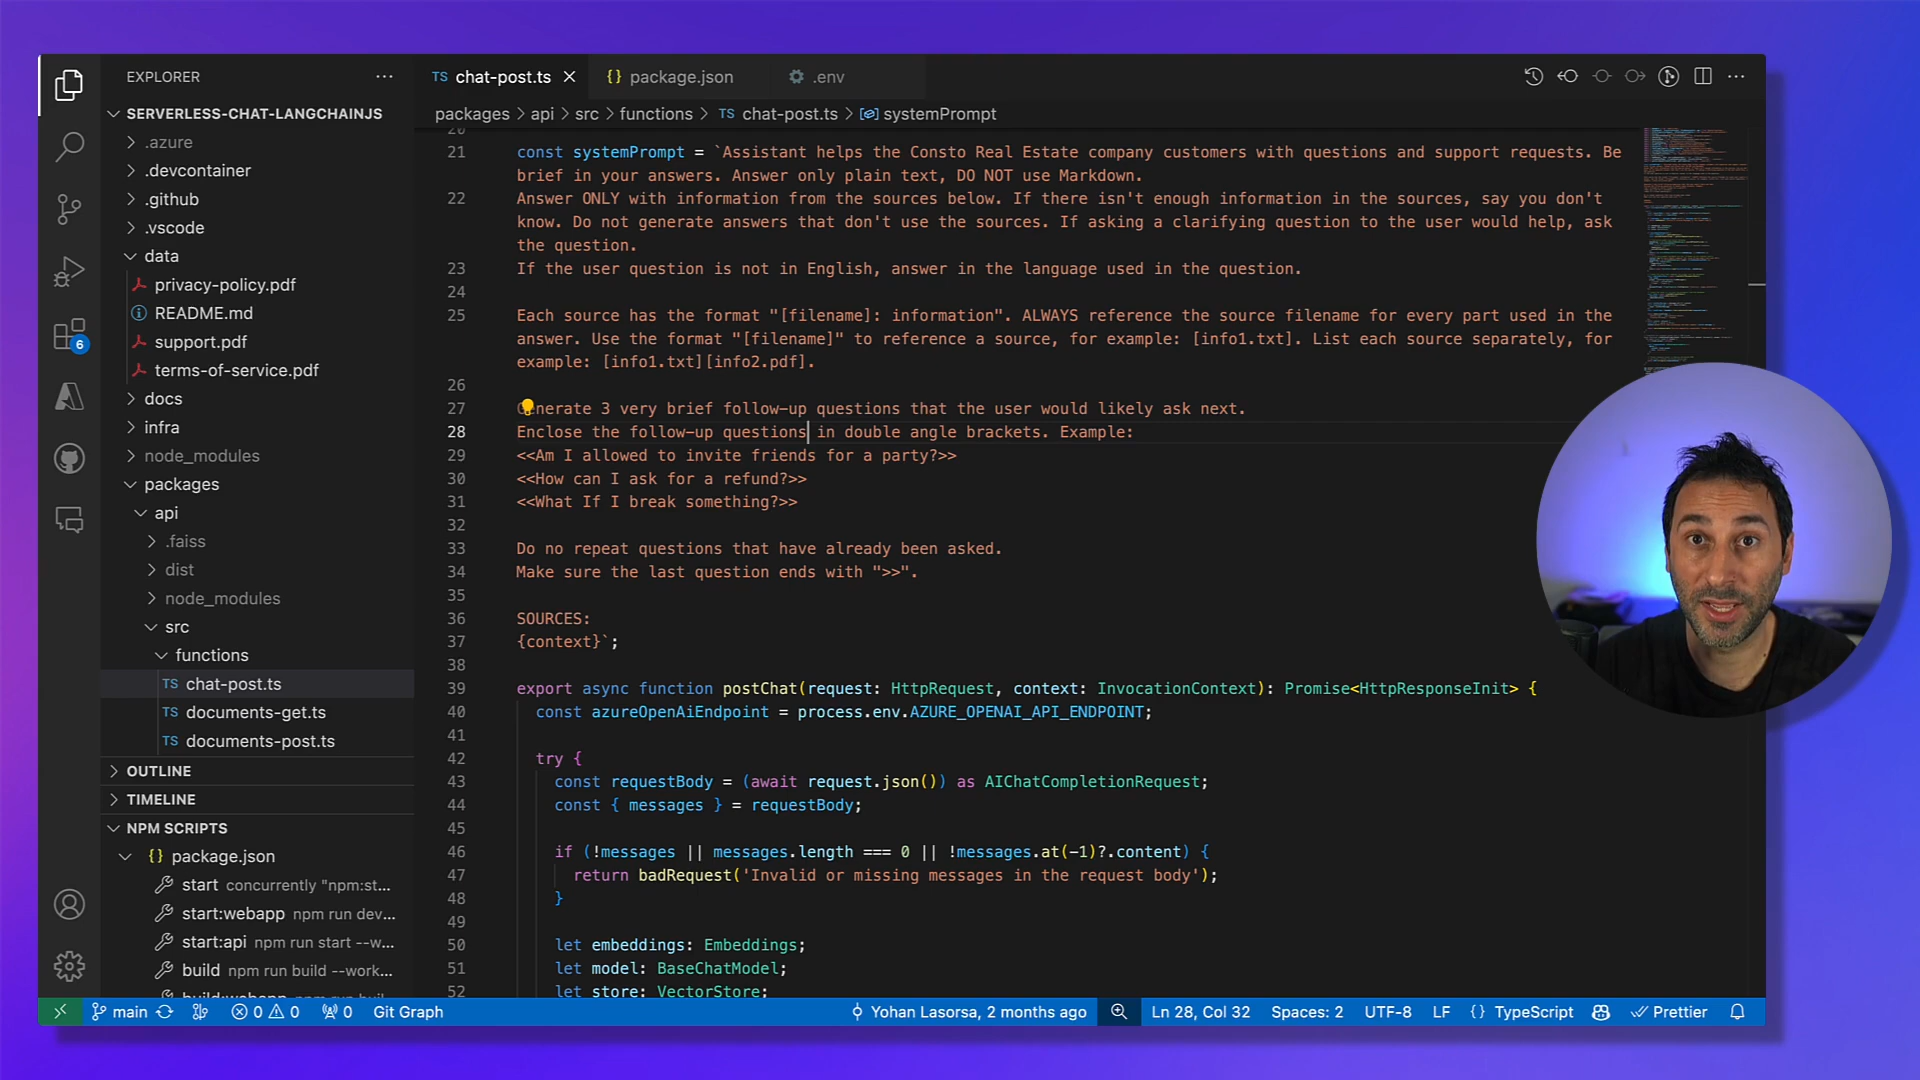 EXPLORER
SERVERLESS-CHAT-LANGCHAINJS
.azure
.devcontainer
.github
.vscode
data
privacy-policy.pdf
README.md
support.pdf
terms-of-service.pdf
docs
infra
node_modules
packages
api
.faiss
dist
node_modules
src
functions
TS chat-post.ts
TS documents-get.ts
TS documents-post.ts
OUTLINE
TIMELINE
NPM SCRIPTS
{} package.json
start concurrently "npm:st...
start:webapp npm run dev...
start:api npm run start --w...
build npm run build --work...
6
TS chat-post.ts
{} package.json
.env
packages > api > src > functions > TS chat-post.ts > systemPrompt
20
21 const systemPrompt = `Assistant helps the Consto Real Estate company customers with questions and support requests. Be
brief in your answers. Answer only plain text, DO NOT use Markdown.
22 Answer ONLY with information from the sources below. If there isn't enough information in the sources, say you don't
know. Do not generate answers that don't use the sources. If asking a clarifying question to the user would help, ask
the question.
23 If the user question is not in English, answer in the language used in the question.
24
25 Each source has the format "[filename]: information". ALWAYS reference the source filename for every part used in the
answer. Use the format "[filename]" to reference a source, for example: [info1.txt]. List each source separately, for
example: [info1.txt][info2.pdf].
26
27 Generate 3 very brief follow-up questions that the user would likely ask next.
28 Enclose the follow-up questions in double angle brackets. Example:
29 <<Am I allowed to invite friends for a party?>>
30 <<How can I ask for a refund?>>
31 <<What If I break something?>>
32
33 Do no repeat questions that have already been asked.
34 Make sure the last question ends with ">>".
35
36 SOURCES:
37 {context}`;
38
39 export async function postChat(request: HttpRequest, context: InvocationContext): Promise<HttpResponseInit> {
40 const azureOpenAiEndpoint = process.env.AZURE_OPENAI_API_ENDPOINT;
41
42 try {
43 const requestBody = (await request.json()) as AIChatCompletionRequest;
44 const { messages } = requestBody;
45
46 if (!messages || messages.length === 0 || !messages.at(-1)?.content) {
47 return badRequest('Invalid or missing messages in the request body');
48 }
49
50 let embeddings: Embeddings;
51 let model: BaseChatModel;
52 let store: VectorStore;
main
0 0
0
Git Graph
Yohan Lasorsa, 2 months ago
Ln 28, Col 32
Spaces: 2
UTF-8
LF
{} TypeScript
Prettier